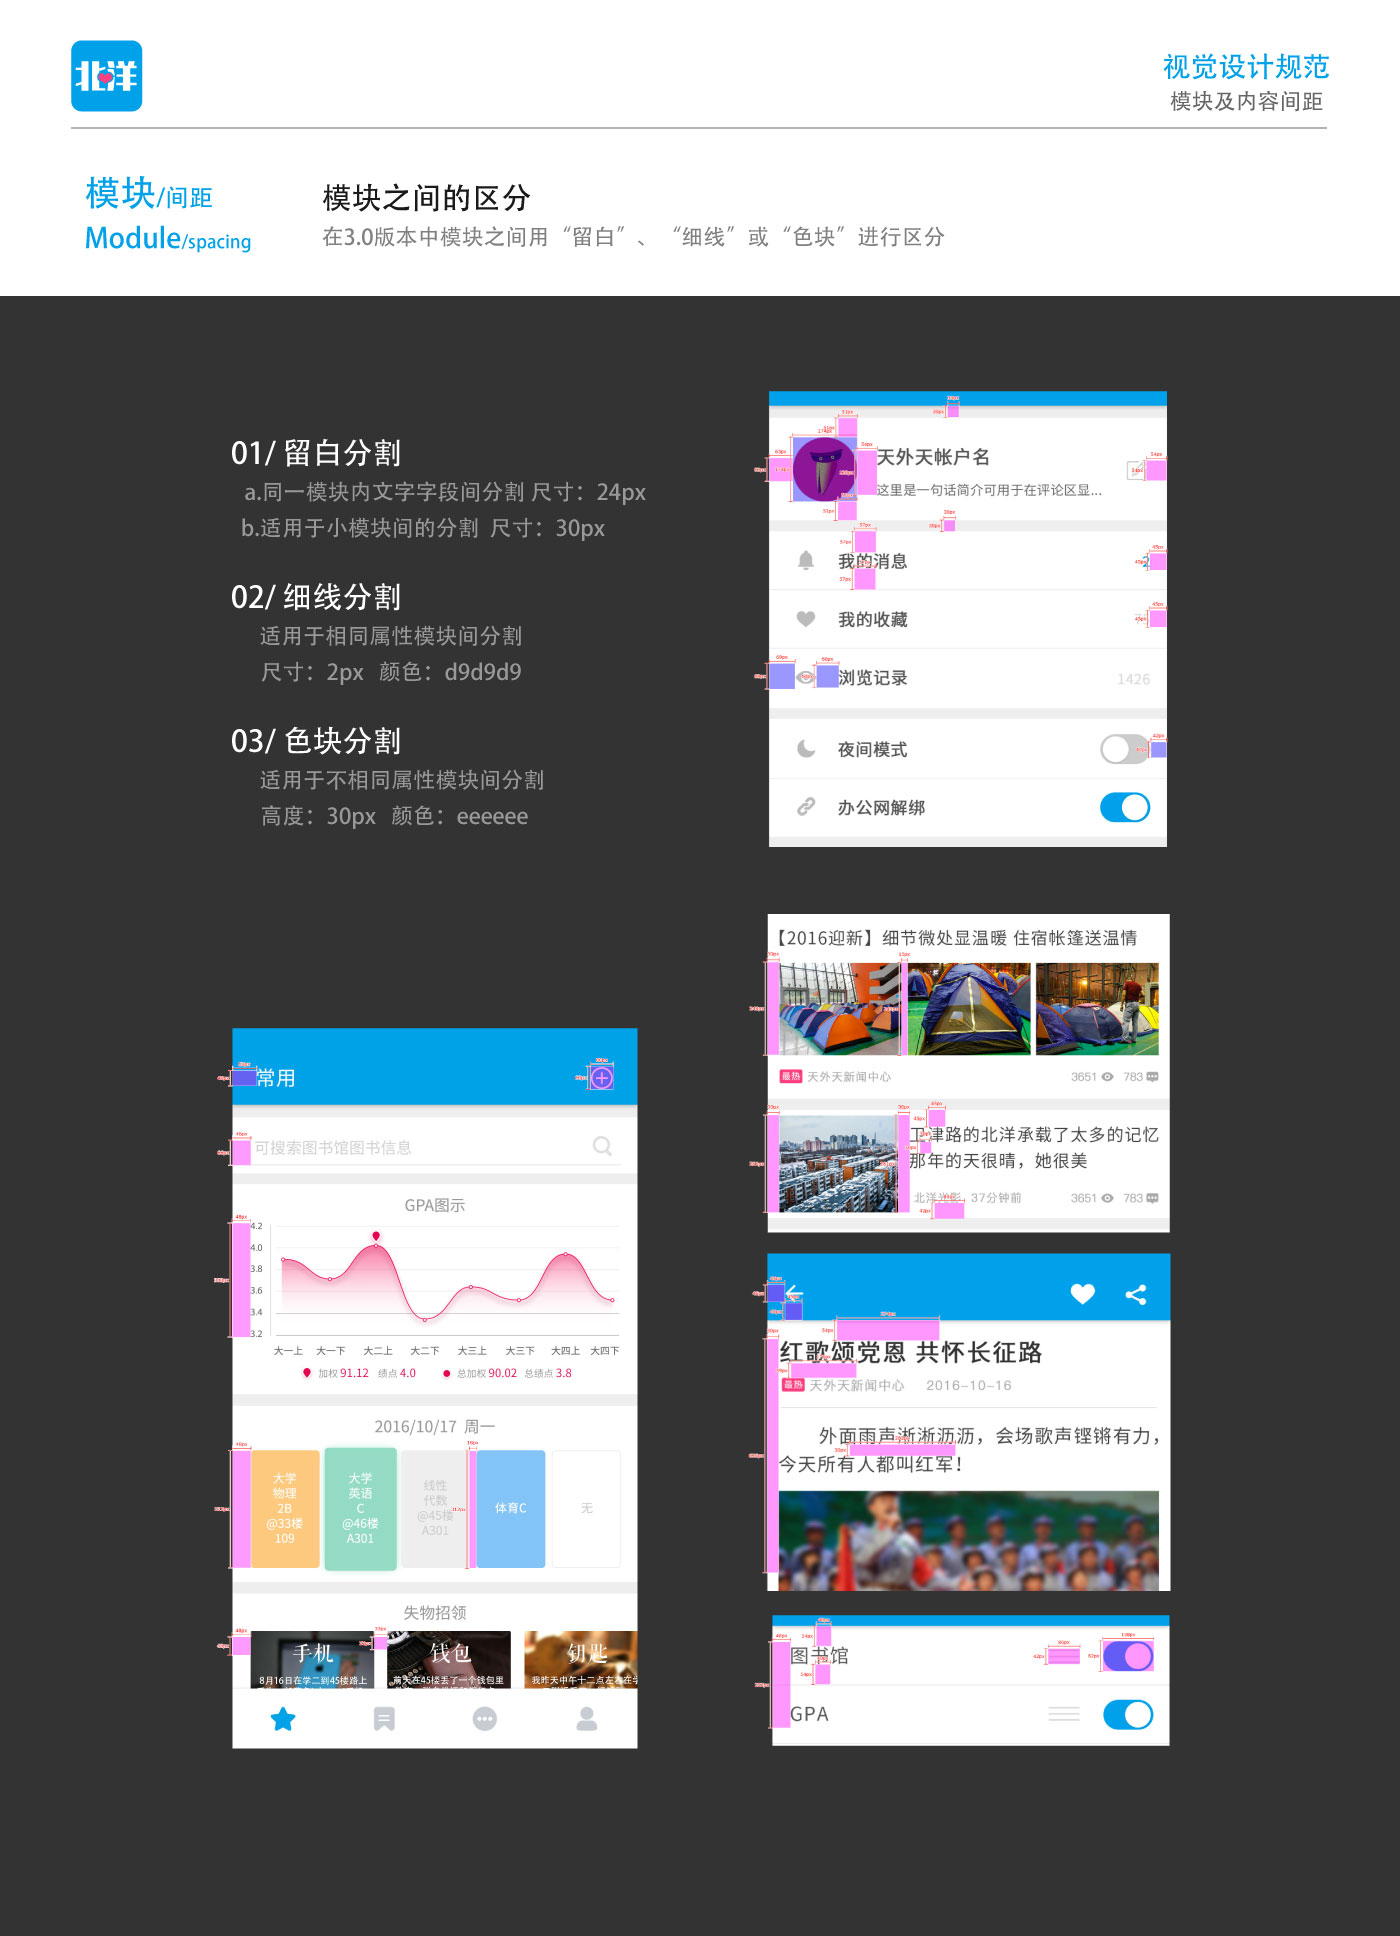 北洋
视觉设计规范
模块及内容间距
模块/间距
Module/spacing
模块之间的区分
在3.0版本中模块之间用“留白”、“细线”或“色块”进行区分
01/ 留白分割
a.同一模块内文字字段间分割 尺寸：24px
b.适用于小模块间的分割 尺寸：30px
02/ 细线分割
适用于相同属性模块间分割
尺寸：2px 颜色：d9d9d9
03/ 色块分割
适用于不相同属性模块间分割
高度：30px 颜色：eeeeee
天外天帐户名
这里是一句话简介可用于在评论区显...
我的消息
我的收藏
浏览记录
1426
夜间模式
办公网解绑
【2016迎新】细节微处显温暖 住宿帐篷送温情
最热 天外天新闻中心
3651 783
卫津路的北洋承载了太多的记忆
那年的天很晴，她很美
北洋光影 37分钟前
3651 783
红歌颂党恩 共怀长征路
最热 天外天新闻中心 2016-10-16
外面雨声淅淅沥沥，会场歌声铿锵有力，
今天所有人都叫红军！
图书馆
GPA
常用
可搜索图书馆图书信息
GPA图示
4.2
4.0
3.8
3.6
3.4
3.2
大一上 大一下 大二上 大二下 大三上 大三下 大四上 大四下
加权 91.12 绩点 4.0 总加权 90.02 总绩点 3.8
2016/10/17 周一
大学
物理
2B
@33楼
109
大学
英语
C
@46楼
A301
线性
代数
@45楼
A301
体育C
无
失物招领
手机
8月16日在学二到45楼路上
钱包
前天在45楼丢了一个钱包里
钥匙
我昨天中午十二点左右在学